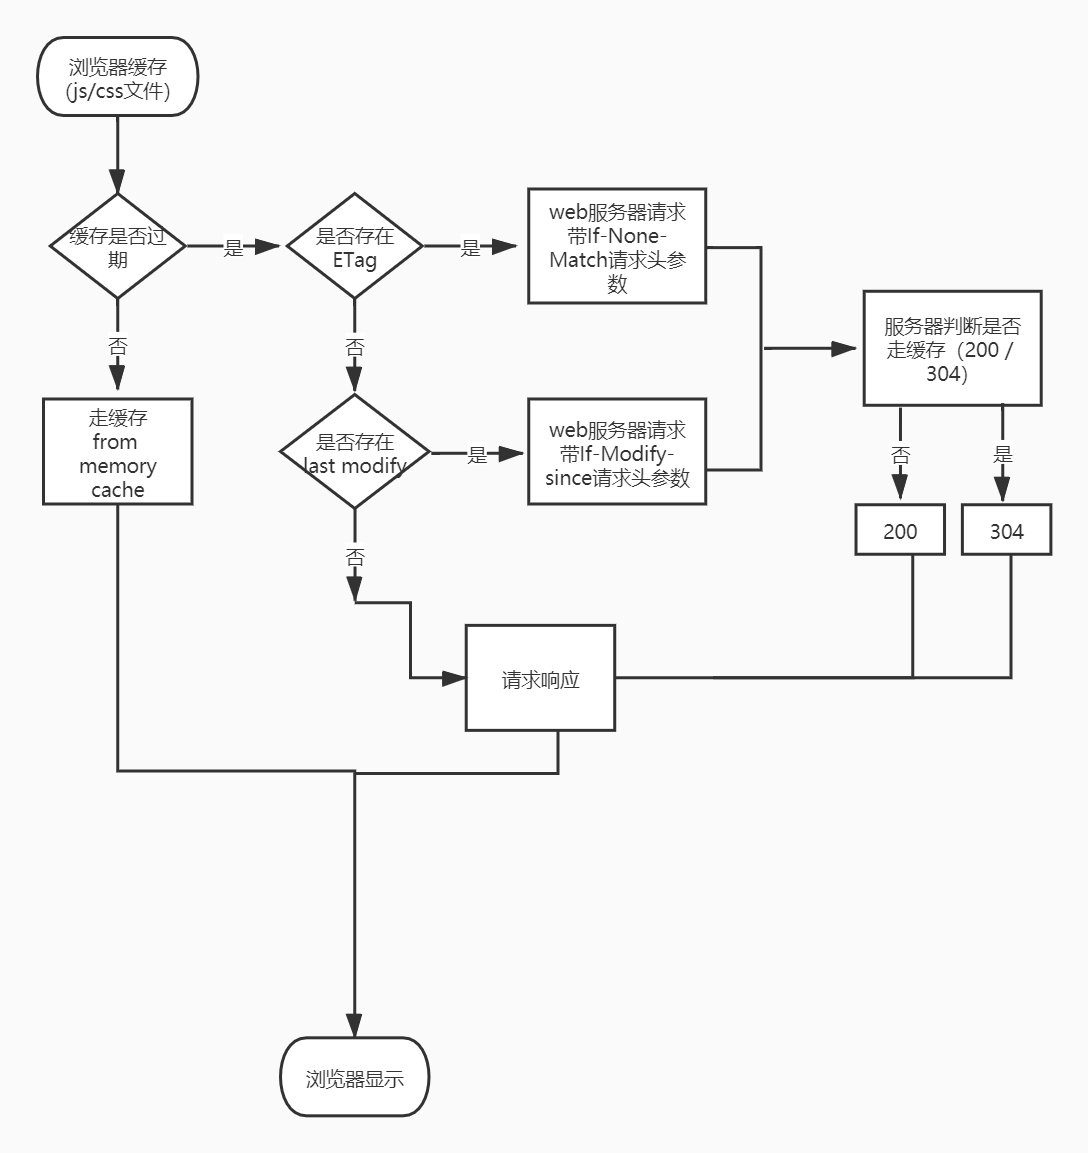 浏览器缓存
(js/css文件)
缓存是否过
期
是
是否存在
ETag
是
web服务器请求
带If-None-
Match请求头参
数
否
走缓存
from
memory
cache
否
是否存在
last modify
是
web服务器请求
带If-Modify-
since请求头参数
服务器判断是否
走缓存（200 /
304）
否
是
200
304
否
请求响应
浏览器显示